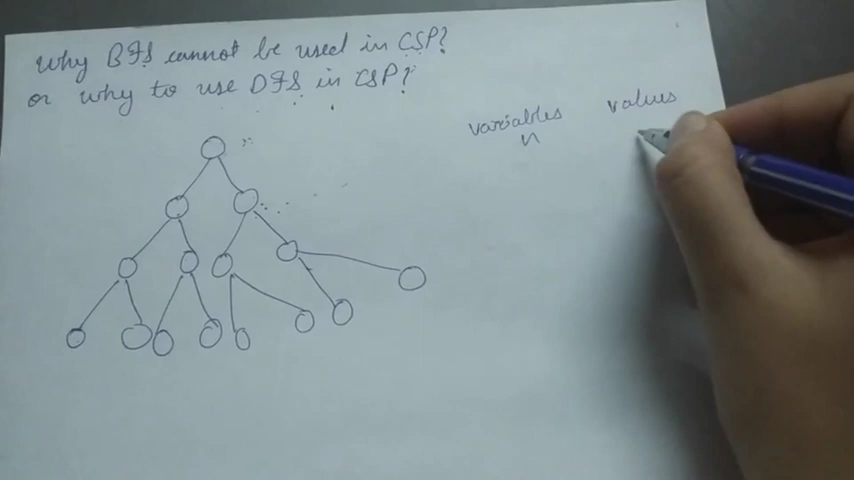 why BFS cannot be used in CSP?
or why to use DFS in CSP?
variables values
n